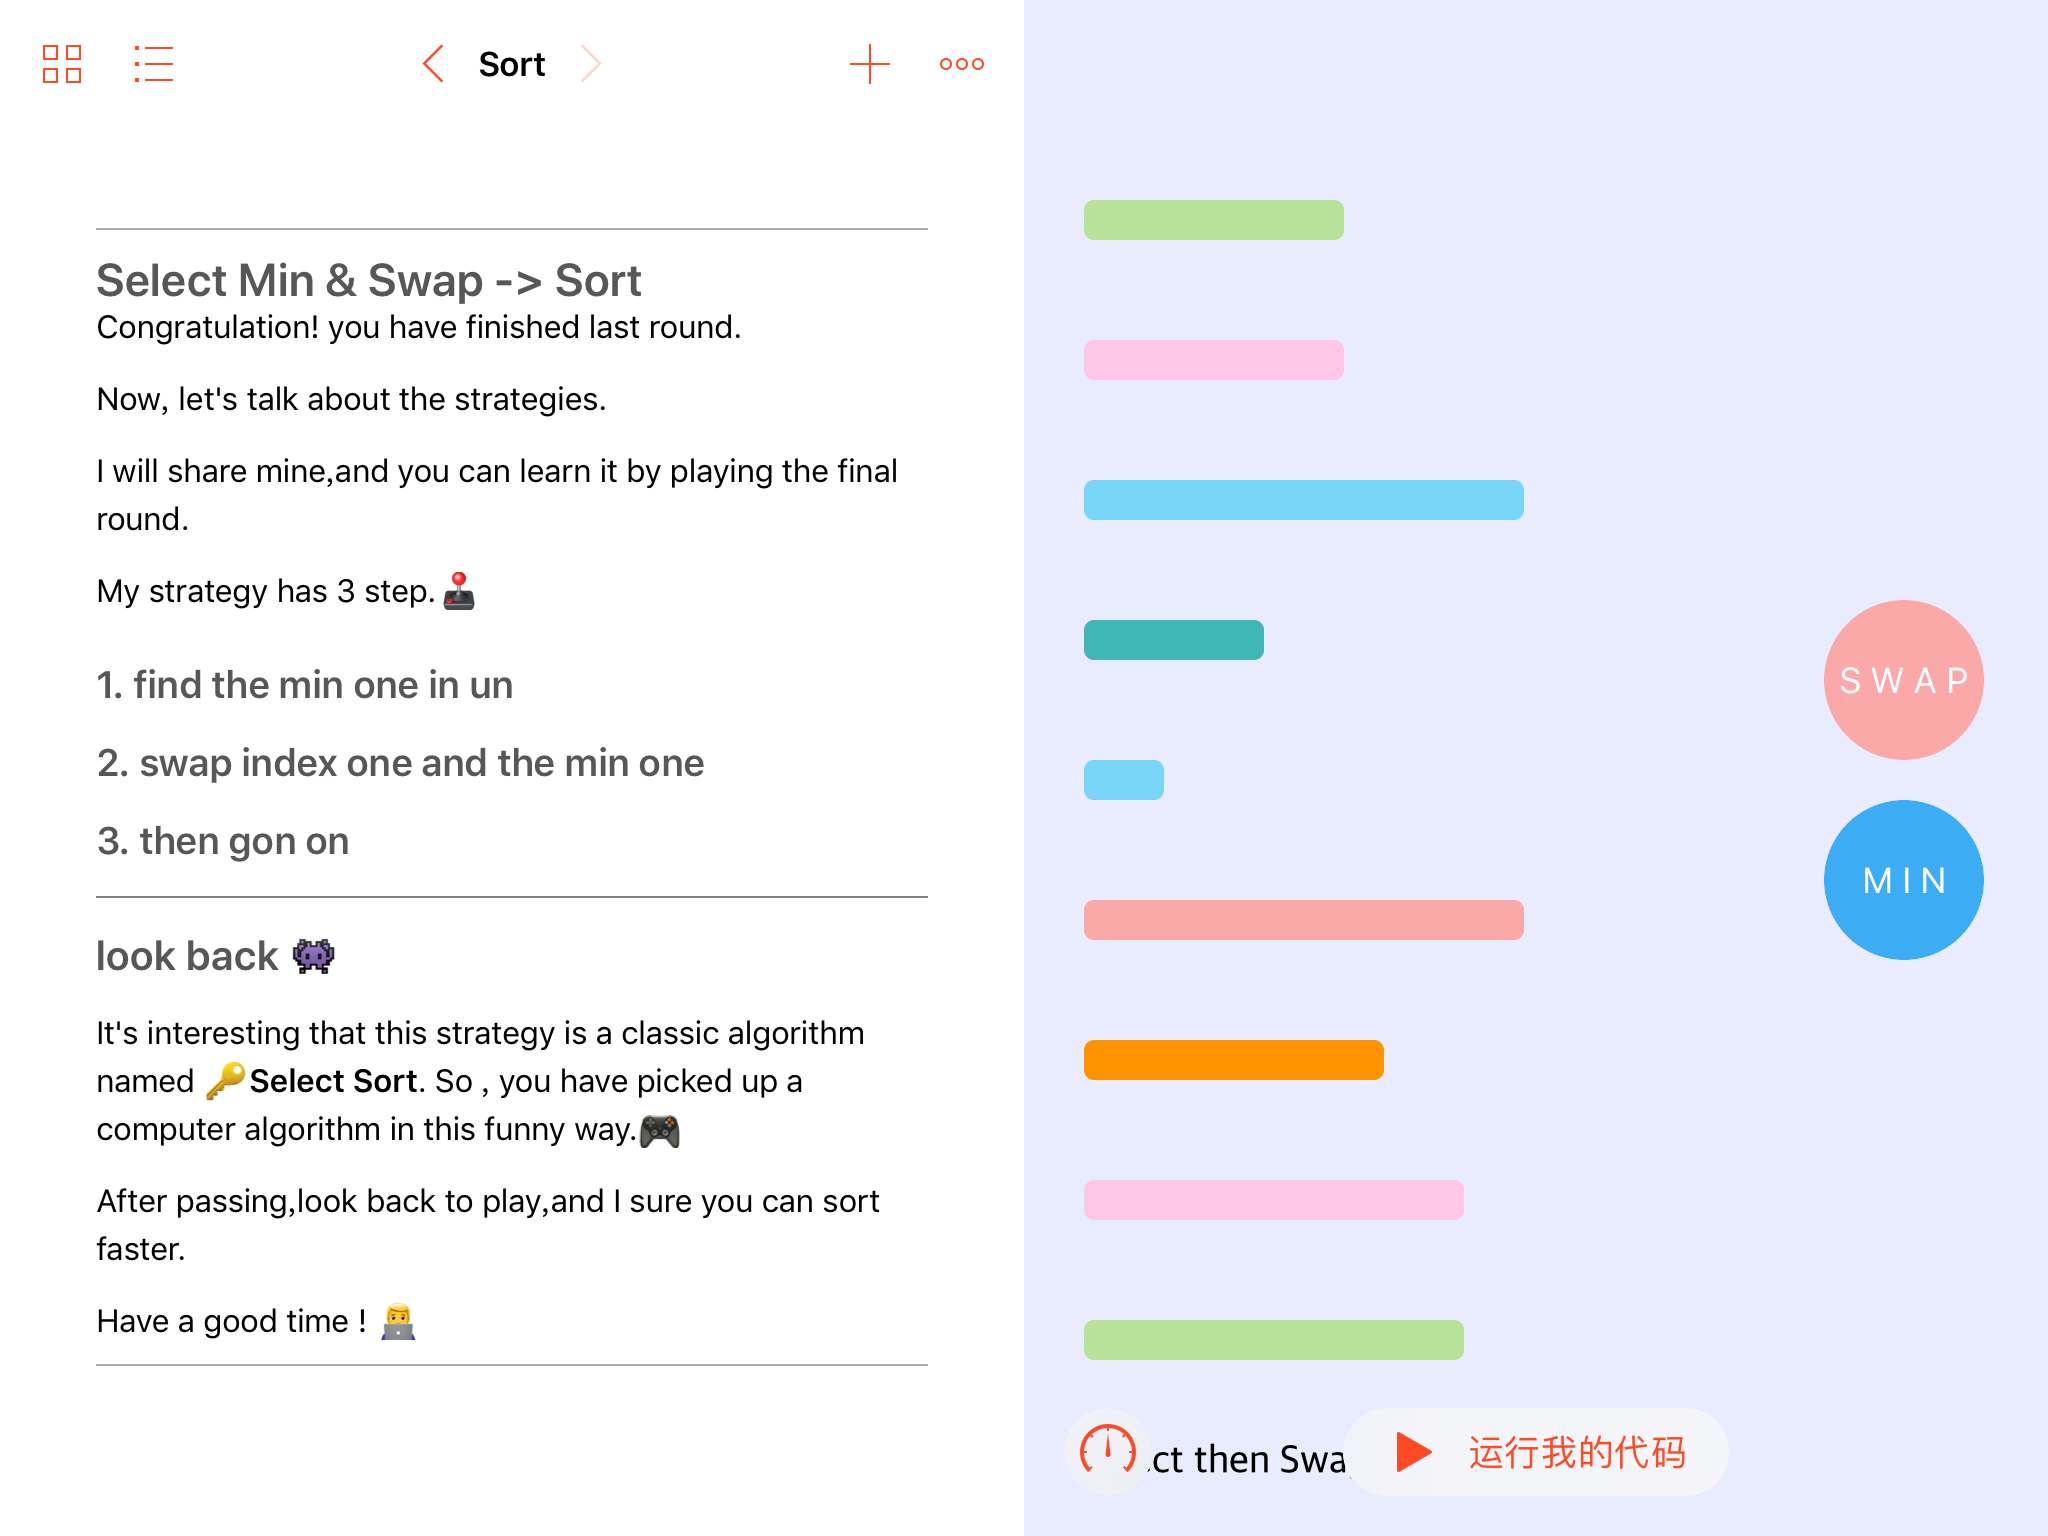 Sort
Select Min & Swap -> Sort
Congratulation! you have finished last round.
Now, let's talk about the strategies.
I will share mine,and you can learn it by playing the final
round.
My strategy has 3 step.🕹
1. find the min one in un
2. swap index one and the min one
3. then gon on
look back 👾
It's interesting that this strategy is a classic algorithm
named 🔑Select Sort. So , you have picked up a
computer algorithm in this funny way.🎮
After passing,look back to play,and I sure you can sort
faster.
Have a good time ! 👨‍💻
SWAP
MIN
then
运行我的代码